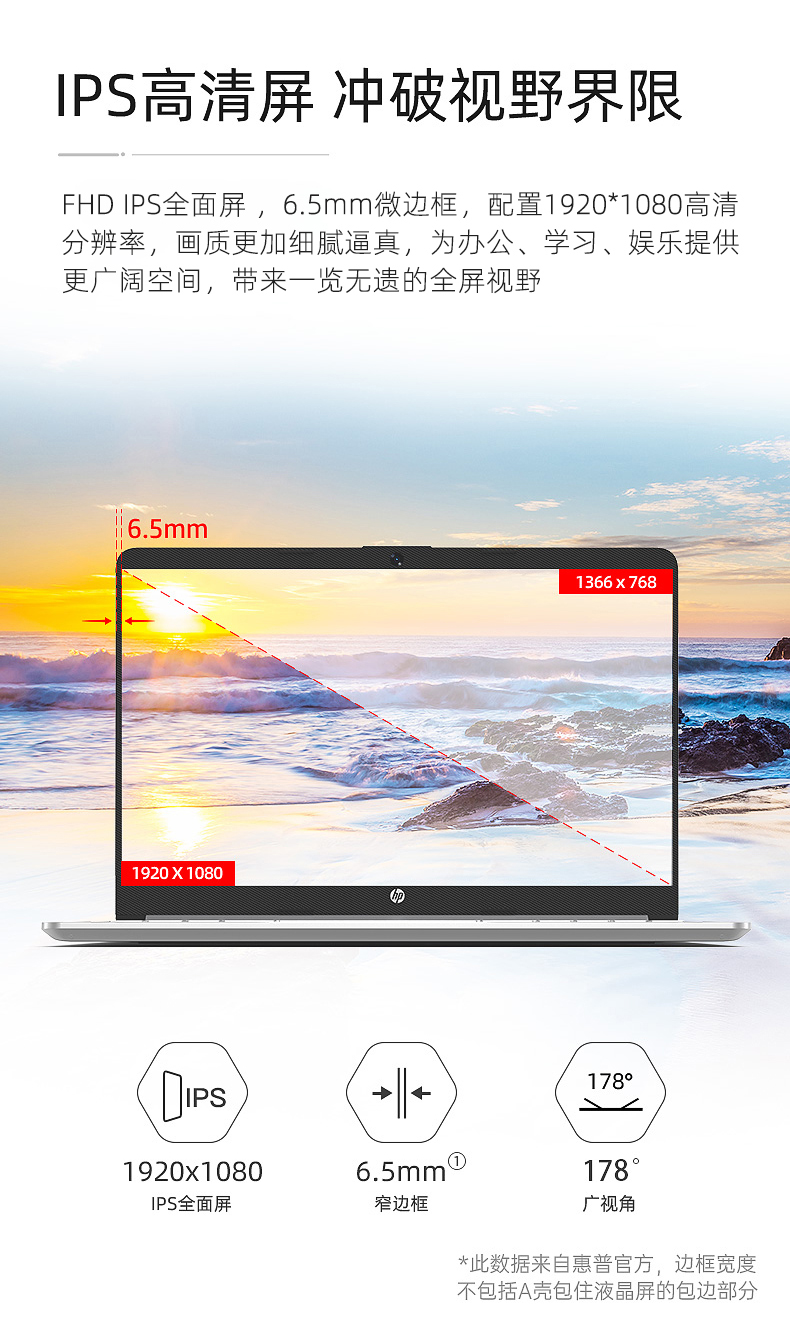 IPS高清屏 冲破视野界限
FHD IPS全面屏 ，6.5mm微边框，配置1920*1080高清
分辨率，画质更加细腻逼真，为办公、学习、娱乐提供
更广阔空间，带来一览无遗的全屏视野
6.5mm
1366 x 768
1920 X 1080
hp
IPS
178°
1920x1080
6.5mm①
178°
IPS全面屏
窄边框
广视角
*此数据来自惠普官方，边框宽度
不包括A壳包住液晶屏的包边部分